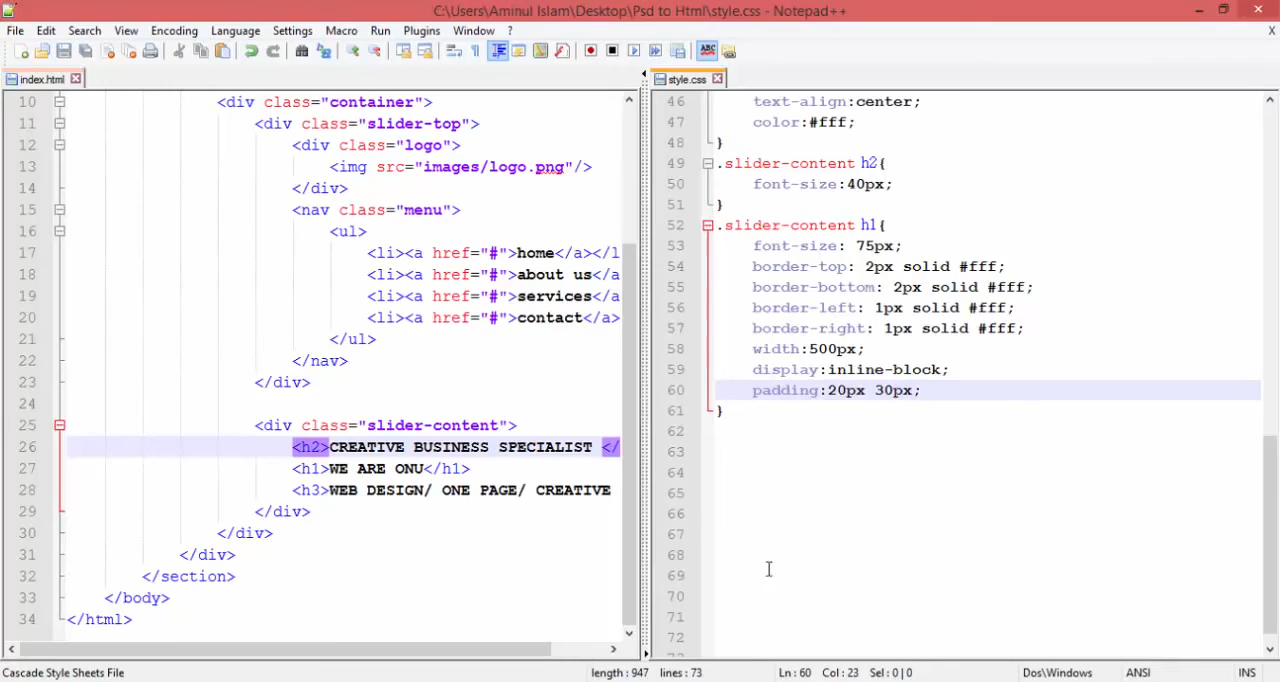 C:\Users\Aminul Islam\Desktop\Psd to Html\style.css - Notepad++
File Edit Search View Encoding Language Settings Macro Run Plugins Window ? X
index.html
10 <div class="container">
11 <div class="slider-top">
12 <div class="logo">
13 <img src="images/logo.png"/>
14 </div>
15 <nav class="menu">
16 <ul>
17 <li><a href="#">home</a></l
18 <li><a href="#">about us</a
19 <li><a href="#">services</a
20 <li><a href="#">contact</a>
21 </ul>
22 </nav>
23 </div>
24
25 <div class="slider-content">
26 <h2>CREATIVE BUSINESS SPECIALIST </
27 <h1>WE ARE ONU</h1>
28 <h3>WEB DESIGN/ ONE PAGE/ CREATIVE
29 </div>
30 </div>
31 </div>
32 </section>
33 </body>
34 </html>
style.css
46 text-align:center;
47 color:#fff;
48 }
49 .slider-content h2{
50 font-size:40px;
51 }
52 .slider-content h1{
53 font-size: 75px;
54 border-top: 2px solid #fff;
55 border-bottom: 2px solid #fff;
56 border-left: 1px solid #fff;
57 border-right: 1px solid #fff;
58 width:500px;
59 display:inline-block;
60 padding:20px 30px;
61 }
62
63
64
65
66
67
68
69
70
71
72
Cascade Style Sheets File length : 947 lines : 73 Ln : 60 Col : 23 Sel : 0 | 0 Dos\Windows ANSI INS